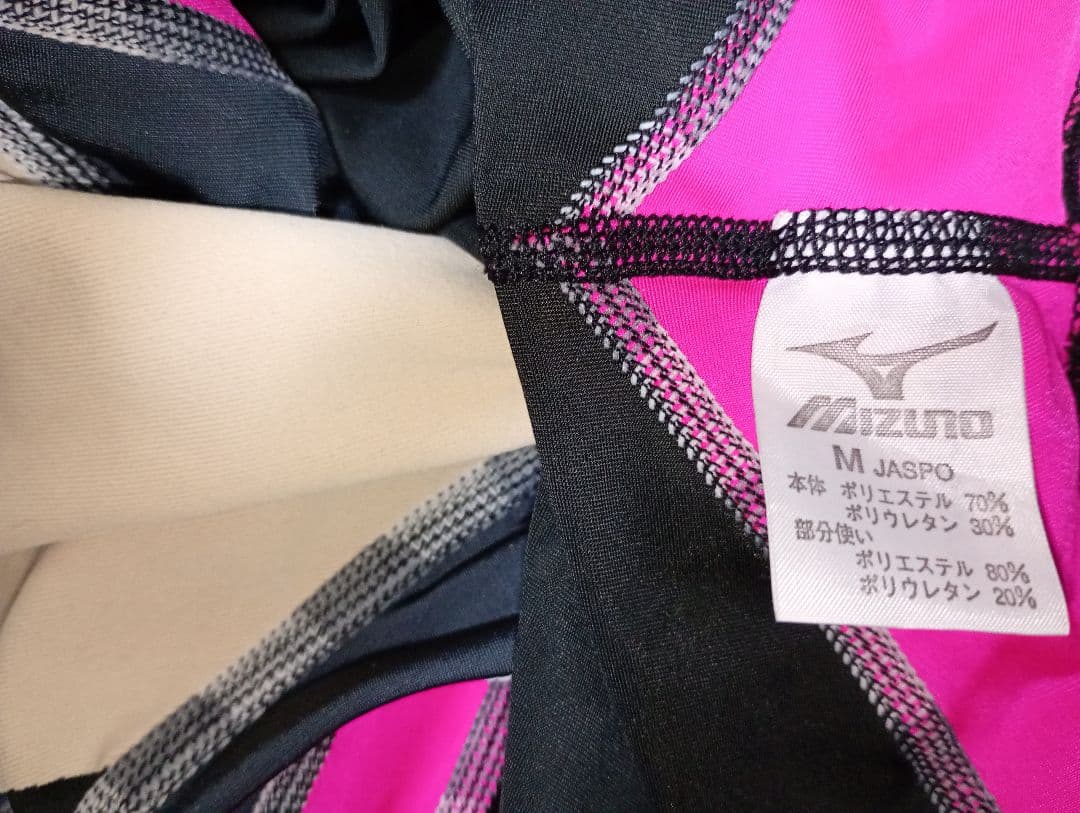 MIZUNO
M JASPO
本体 ポリエステル 70%
ポリウレタン 30%
部分使い
ポリエステル 80%
ポリウレタン 20%